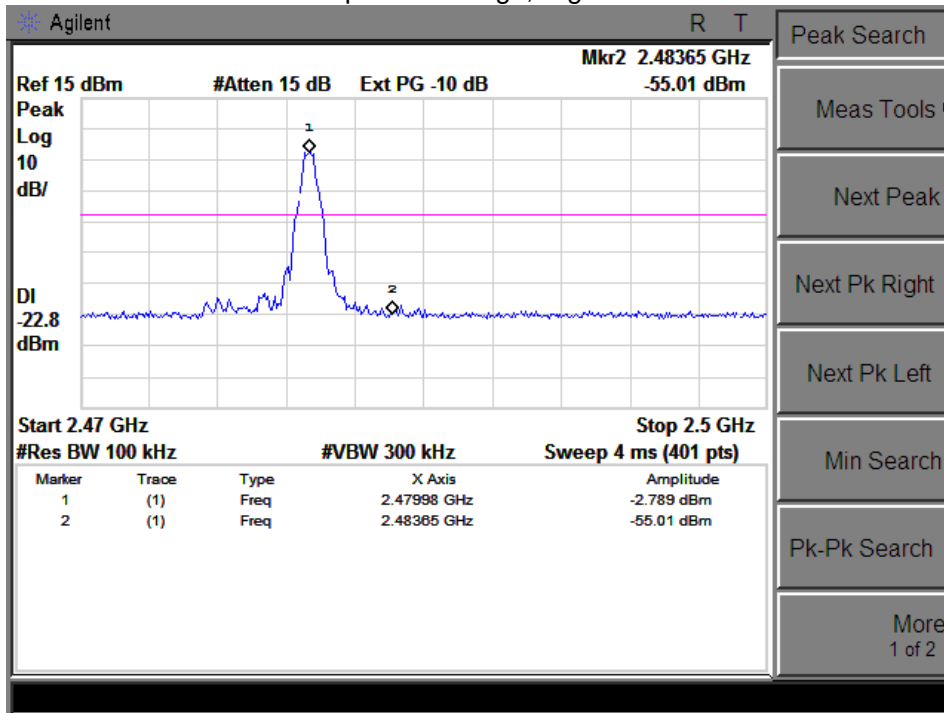 Agilent R T
Mkr2 2.48365 GHz
Ref 15 dBm #Atten 15 dB Ext PG -10 dB -55.01 dBm
Peak
Log
10
dB/
1
2
DI
-22.8
dBm
Start 2.47 GHz Stop 2.5 GHz
#Res BW 100 kHz #VBW 300 kHz Sweep 4 ms (401 pts)
Marker Trace Type X Axis Amplitude
1 (1) Freq 2.47998 GHz -2.789 dBm
2 (1) Freq 2.48365 GHz -55.01 dBm
Peak Search
Meas Tools
Next Peak
Next Pk Right
Next Pk Left
Min Search
Pk-Pk Search
More
1 of 2